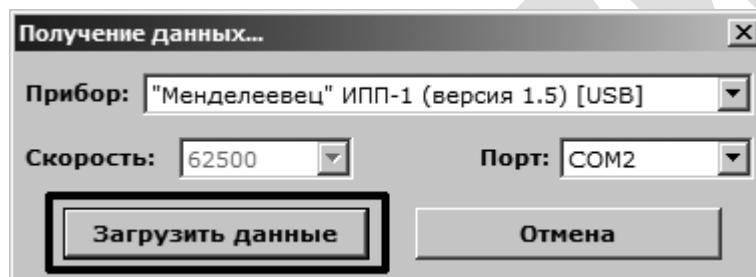 Получение данных...
Прибор: "Менделеевец" ИПП-1 (версия 1.5) [USB]
Скорость: 62500 Порт: COM2
Загрузить данные Отмена